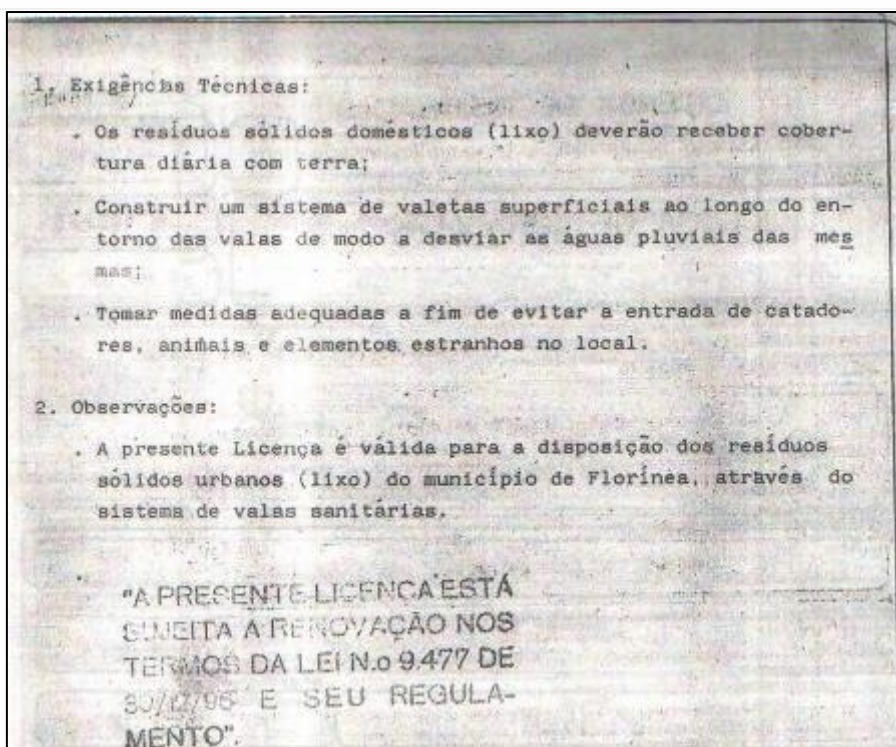 1. Exigências Técnicas:
. Os resíduos sólidos domésticos (lixo) deverão receber cober-
tura diária com terra;
. Construir um sistema de valetas superficiais ao longo do en-
torno das valas de modo a desviar as águas pluviais das mes
mas;
. Tomar medidas adequadas a fim de evitar a entrada de catado-
res, animais e elementos estranhos no local.
2. Observações:
. A presente Licença é válida para a disposição dos resíduos
sólidos urbanos (lixo) do município de Florínea, através do
sistema de valas sanitárias.
"A PRESENTE LICENCA ESTÁ
SUJEITA A RENOVAÇÃO NOS
TERMOS DA LEI N.o 9.477 DE
E SEU REGULA-
MENTO".